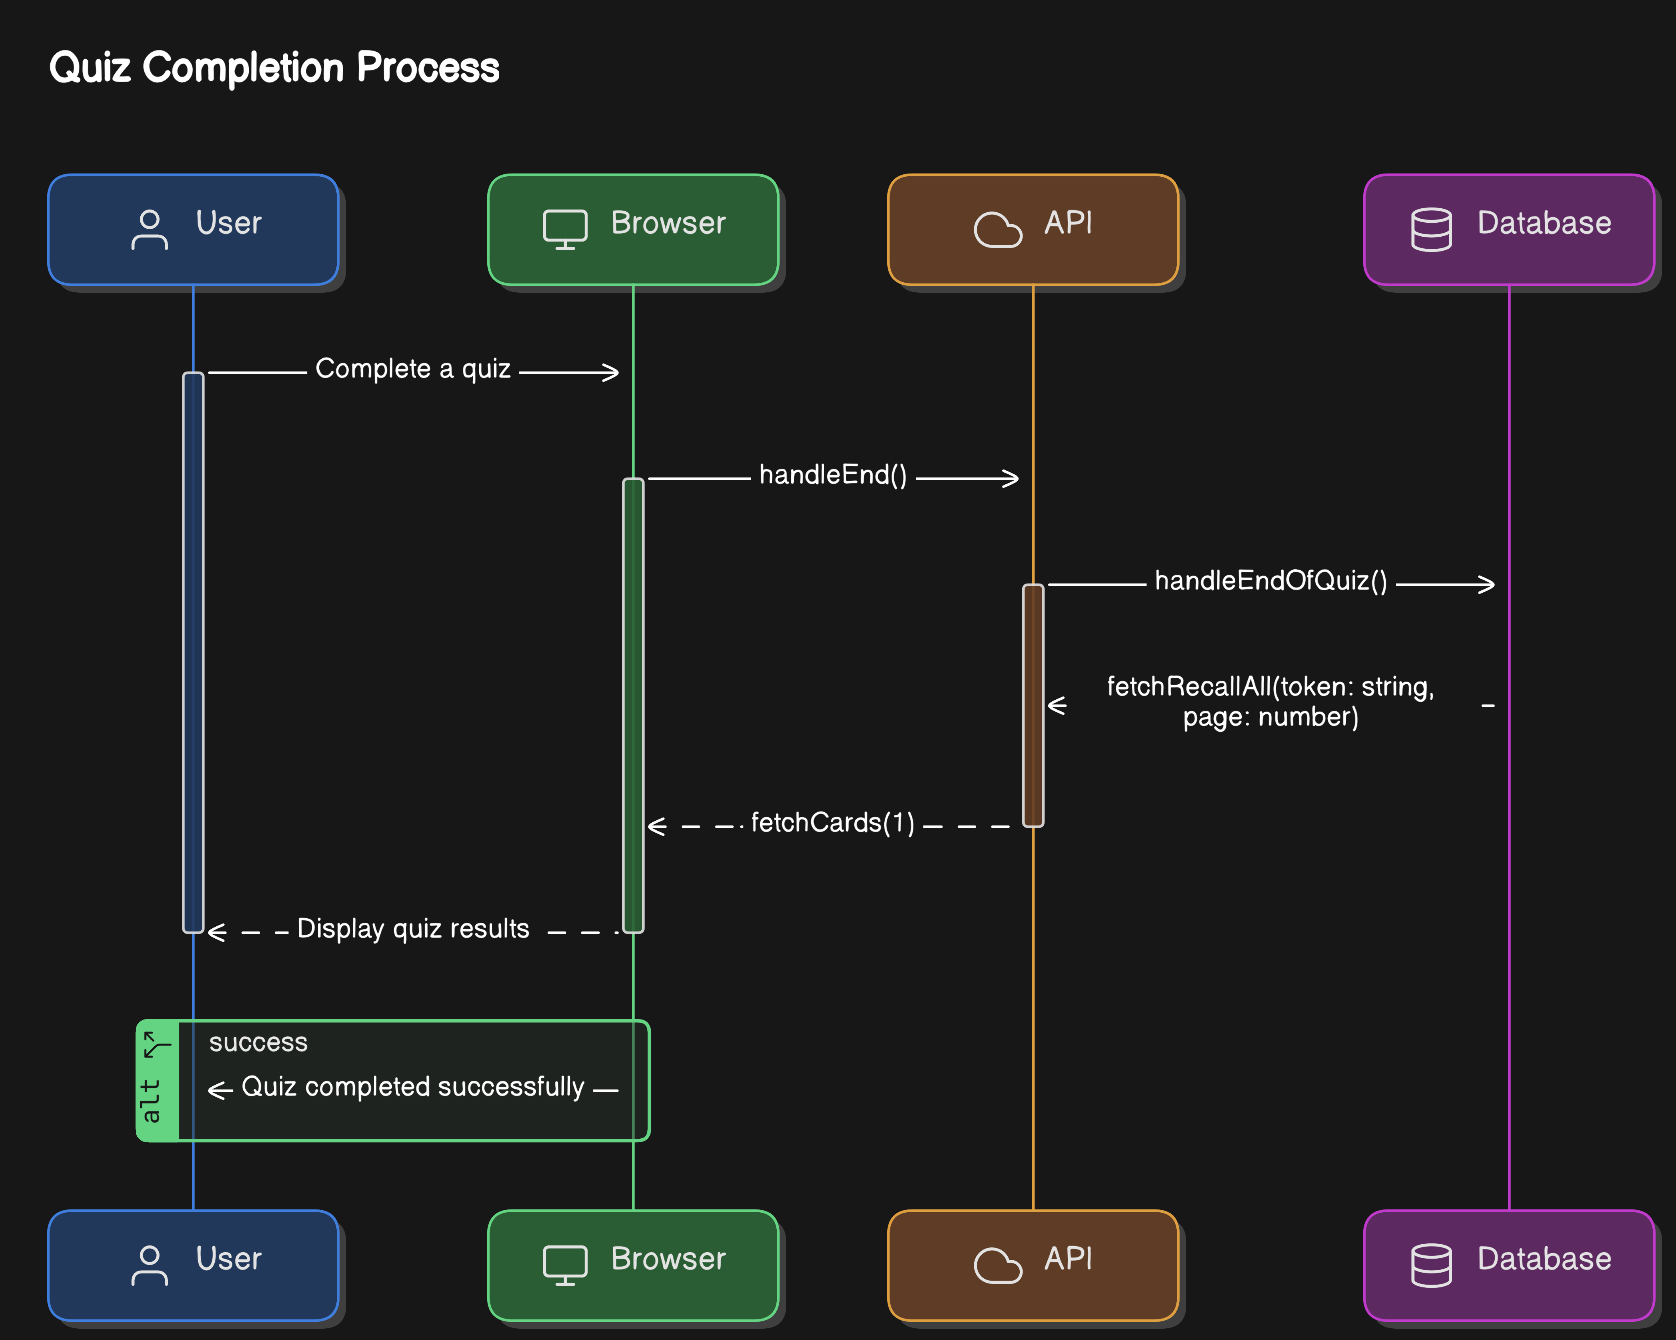 Quiz Completion Process
User
Browser
API
Database
Complete a quiz
handleEnd()
handleEndOfQuiz()
fetchRecallAll(token: string,
page: number)
fetchCards(1)
Display quiz results
alt
success
Quiz completed successfully
User
Browser
API
Database